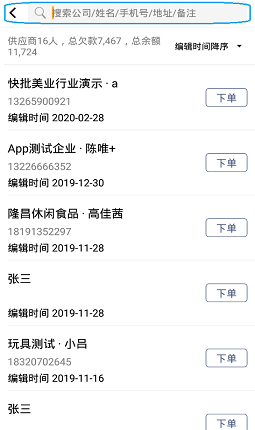 搜索公司/姓名/手机号/地址/备注
供应商16人，总欠款7,467，总余额
11,724
编辑时间降序
快批美业行业演示 · a
13265900921
下单
编辑时间 2020-02-28
App测试企业 · 陈唯+
13226666352
下单
编辑时间 2019-12-30
隆昌休闲食品 · 高佳茜
18191352297
下单
编辑时间 2019-11-28
张三
下单
编辑时间 2019-11-28
玩具测试 · 小吕
18320702645
下单
编辑时间 2019-11-16
张三
下单